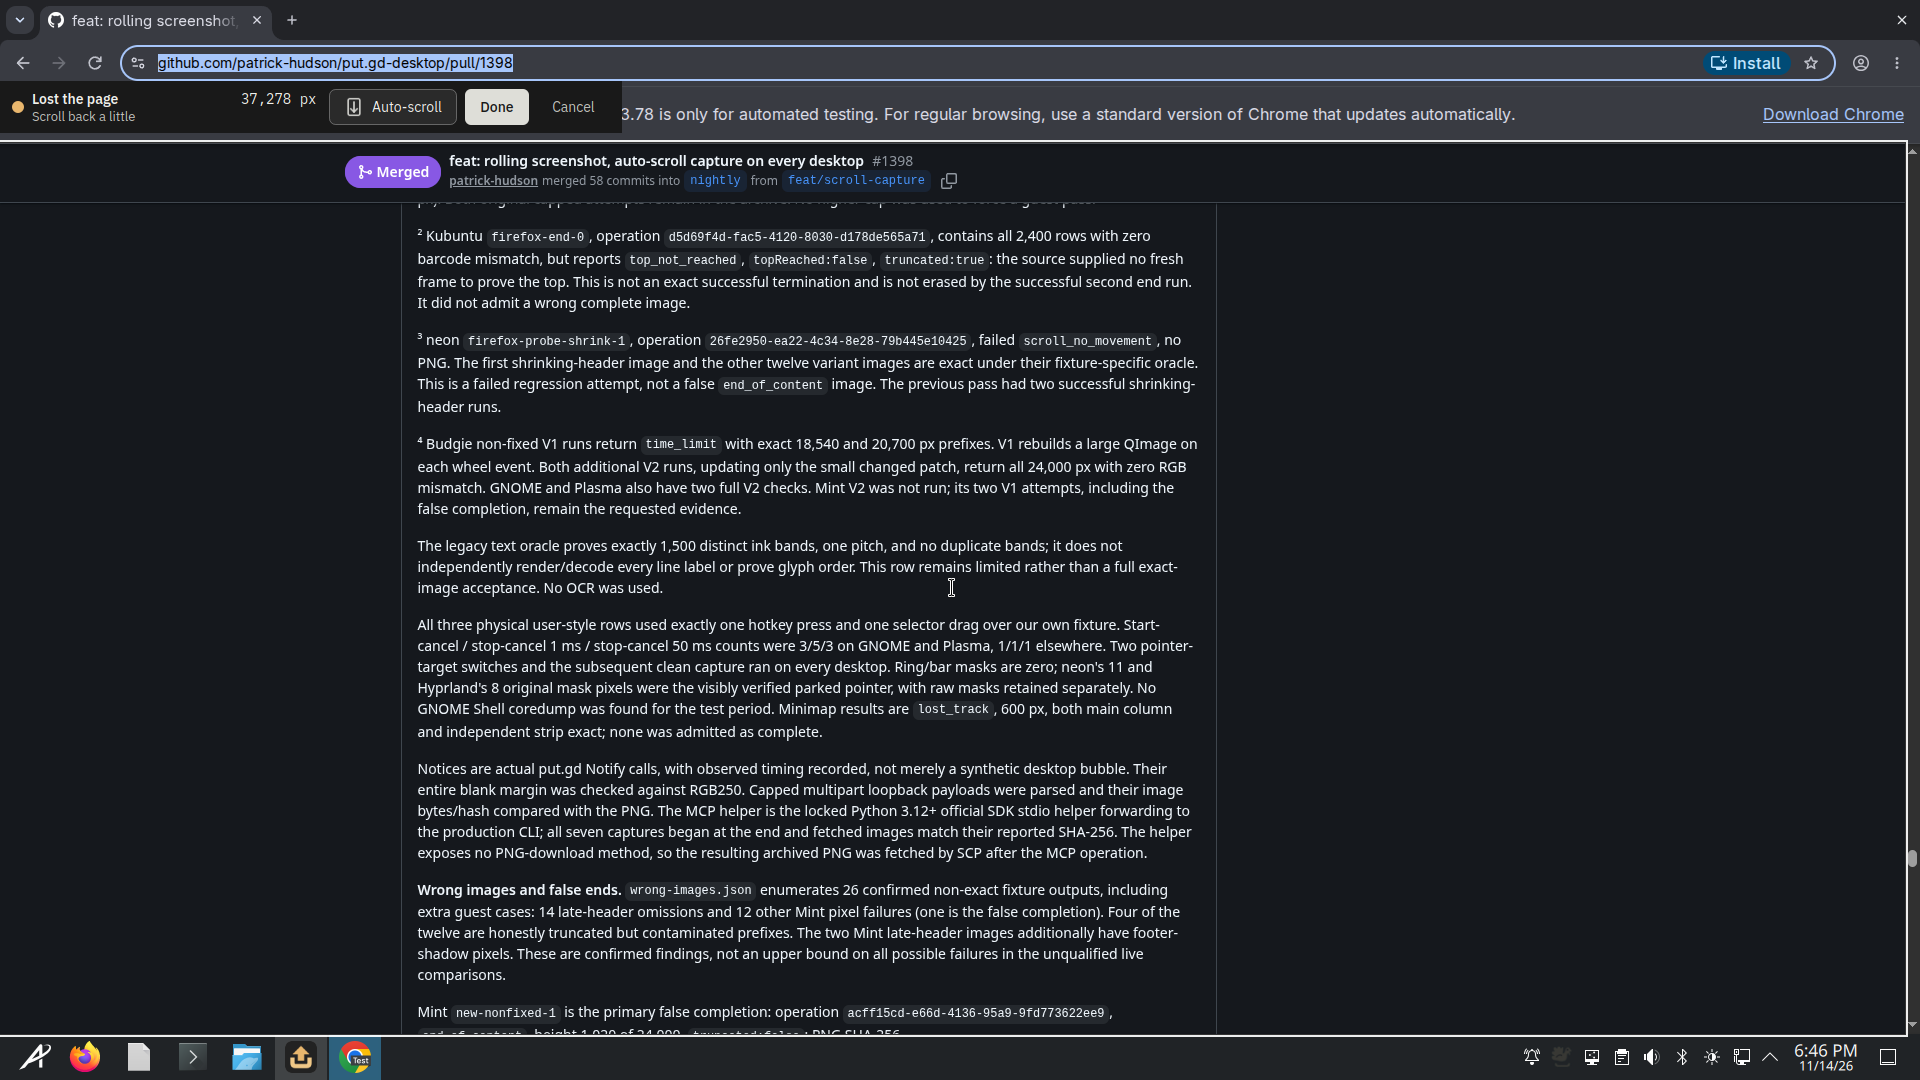 feat: rolling screenshot,
github.com/patrick-hudson/put.gd-desktop/pull/1398
Install
Lost the page
Scroll back a little
37,278 px
Auto-scroll
Done
Cancel
3.78 is only for automated testing. For regular browsing, use a standard version of Chrome that updates automatically.
Download Chrome
Merged
feat: rolling screenshot, auto-scroll capture on every desktop #1398
patrick-hudson merged 58 commits into nightly from feat/scroll-capture
² Kubuntu firefox-end-0, operation d5d69f4d-fac5-4120-8030-d178de565a71, contains all 2,400 rows with zero
barcode mismatch, but reports top_not_reached, topReached:false, truncated:true: the source supplied no fresh
frame to prove the top. This is not an exact successful termination and is not erased by the successful second end run.
It did not admit a wrong complete image.
³ neon firefox-probe-shrink-1, operation 26fe2950-ea22-4c34-8e28-79b445e10425, failed scroll_no_movement, no
PNG. The first shrinking-header image and the other twelve variant images are exact under their fixture-specific oracle.
This is a failed regression attempt, not a false end_of_content image. The previous pass had two successful shrinking-
header runs.
⁴ Budgie non-fixed V1 runs return time_limit with exact 18,540 and 20,700 px prefixes. V1 rebuilds a large QImage on
each wheel event. Both additional V2 runs, updating only the small changed patch, return all 24,000 px with zero RGB
mismatch. GNOME and Plasma also have two full V2 checks. Mint V2 was not run; its two V1 attempts, including the
false completion, remain the requested evidence.
The legacy text oracle proves exactly 1,500 distinct ink bands, one pitch, and no duplicate bands; it does not
independently render/decode every line label or prove glyph order. This row remains limited rather than a full exact-
image acceptance. No OCR was used.
All three physical user-style rows used exactly one hotkey press and one selector drag over our own fixture. Start-
cancel / stop-cancel 1 ms / stop-cancel 50 ms counts were 3/5/3 on GNOME and Plasma, 1/1/1 elsewhere. Two pointer-
target switches and the subsequent clean capture ran on every desktop. Ring/bar masks are zero; neon's 11 and
Hyprland's 8 original mask pixels were the visibly verified parked pointer, with raw masks retained separately. No
GNOME Shell coredump was found for the test period. Minimap results are lost_track, 600 px, both main column
and independent strip exact; none was admitted as complete.
Notices are actual put.gd Notify calls, with observed timing recorded, not merely a synthetic desktop bubble. Their
entire blank margin was checked against RGB250. Capped multipart loopback payloads were parsed and their image
bytes/hash compared with the PNG. The MCP helper is the locked Python 3.12+ official SDK stdio helper forwarding to
the production CLI; all seven captures began at the end and fetched images match their reported SHA-256. The helper
exposes no PNG-download method, so the resulting archived PNG was fetched by SCP after the MCP operation.
Wrong images and false ends. wrong-images.json enumerates 26 confirmed non-exact fixture outputs, including
extra guest cases: 14 late-header omissions and 12 other Mint pixel failures (one is the false completion). Four of the
twelve are honestly truncated but contaminated prefixes. The two Mint late-header images additionally have footer-
shadow pixels. These are confirmed findings, not an upper bound on all possible failures in the unqualified live
comparisons.
Mint new-nonfixed-1 is the primary false completion: operation acff15cd-e66d-4136-95a9-9fd773622ee9,
Test
6:46 PM
11/14/26